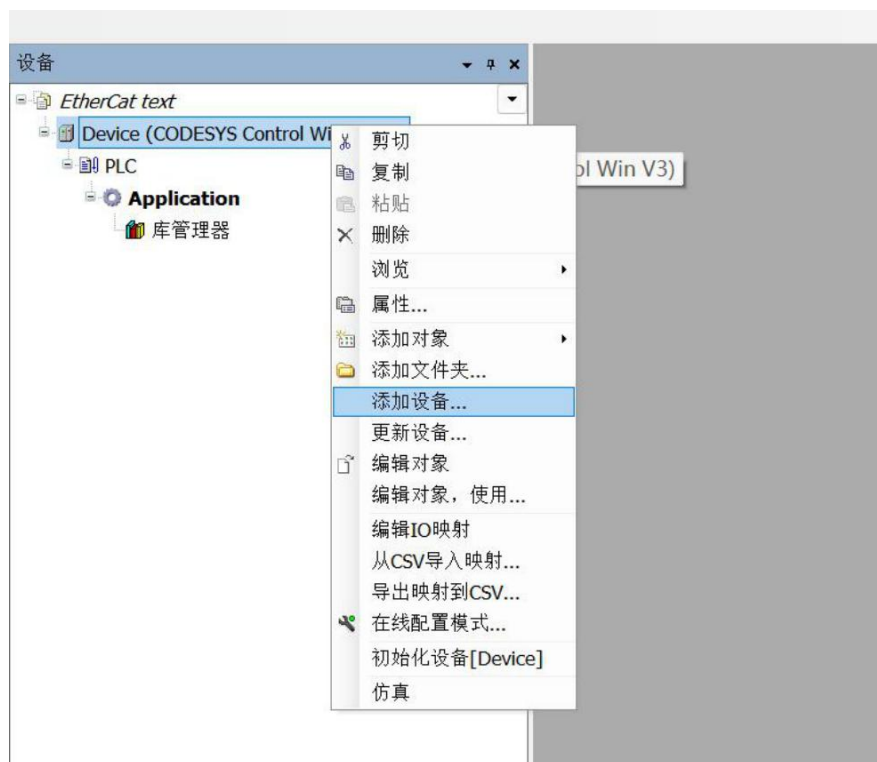 设备
EtherCat text
Device (CODESYS Control Wi
PLC
Application
库管理器
剪切
复制
ol Win V3)
粘贴
删除
浏览
属性...
添加对象
添加文件夹...
添加设备...
更新设备...
编辑对象
编辑对象，使用...
编辑IO映射
从CSV导入映射...
导出映射到CSV...
在线配置模式...
初始化设备[Device]
仿真